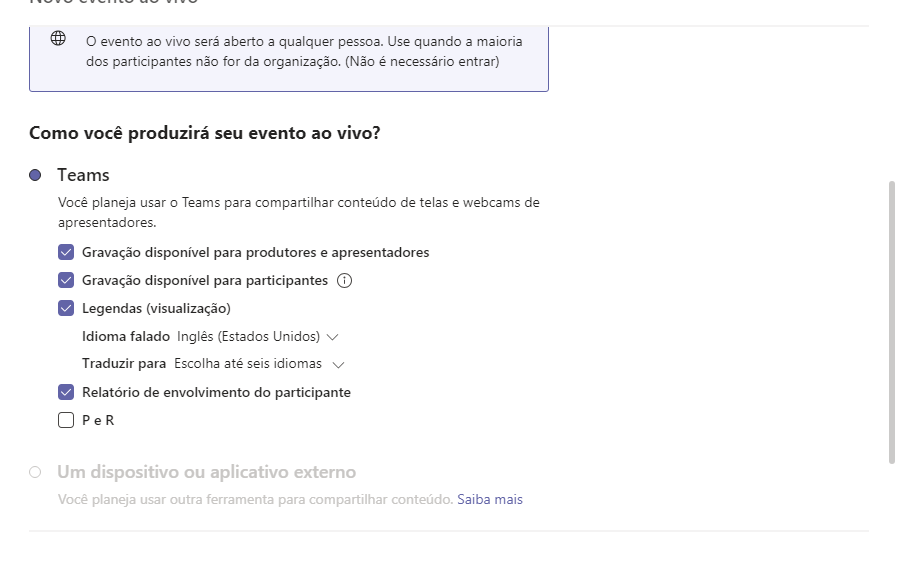 Novo evento ao vivo
O evento ao vivo será aberto a qualquer pessoa. Use quando a maioria
dos participantes não for da organização. (Não é necessário entrar)
Como você produzirá seu evento ao vivo?
Teams
Você planeja usar o Teams para compartilhar conteúdo de telas e webcams de
apresentadores.
Gravação disponível para produtores e apresentadores
Gravação disponível para participantes
Legendas (visualização)
Idioma falado Inglês (Estados Unidos)
Traduzir para Escolha até seis idiomas
Relatório de envolvimento do participante
P e R
Um dispositivo ou aplicativo externo
Você planeja usar outra ferramenta para compartilhar conteúdo. Saiba mais